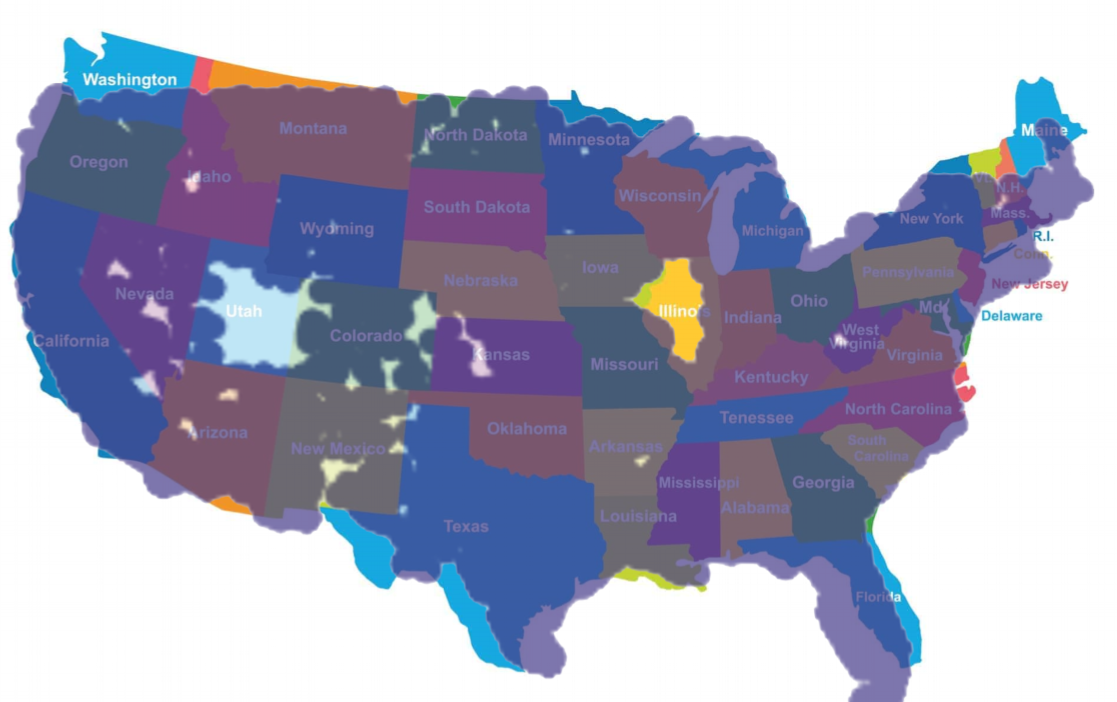 Washington
Maine
Montana
North Dakota
Minnesota
Oregon
Idaho
Vt.
N.H.
Wisconsin
South Dakota
Mass.
New York
Wyoming
Michigan
R.I.
Conn.
Iowa
Pennsylvania
Nebraska
New Jersey
Nevada
Ohio
Utah
Illinois
Md.
Delaware
Indiana
West
Virginia
Colorado
California
Kansas
Virginia
Missouri
Kentucky
North Carolina
Tenessee
Oklahoma
Arizona
South
Carolina
Arkansas
New Mexico
Mississippi
Georgia
Alabama
Louisiana
Texas
Florida